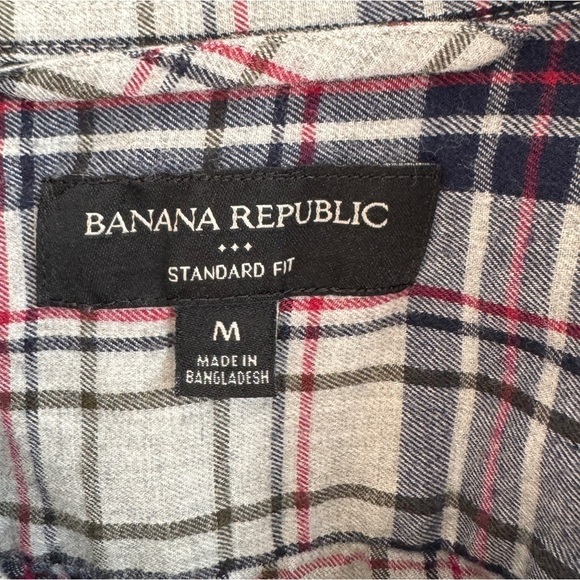 BANANA REPUBLIC
STANDARD FIT
M
MADE IN
BANGLADESH